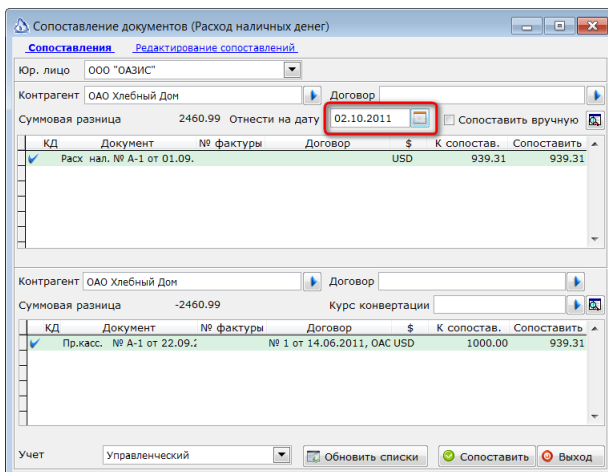 Сопоставление документов (Расход наличных денег)
Сопоставления Редактирование сопоставлений
Юр. лицо ООО "ОАЗИС"
Контрагент ОАО Хлебный Дом Договор
Суммовая разница 2460.99 Отнести на дату 02.10.2011 Сопоставить вручную
КД Документ № фактуры Договор $ К сопостав. Сопоставить
Расх нал. № А-1 от 01.09. USD 939.31 939.31
Контрагент ОАО Хлебный Дом Договор
Суммовая разница -2460.99 Курс конвертации
КД Документ № фактуры Договор $ К сопостав. Сопоставить
Пр.касс. № А-1 от 22.09.2 № 1 от 14.06.2011, ОАО USD 1000.00 939.31
Учет Управленческий Обновить списки Сопоставить Выход